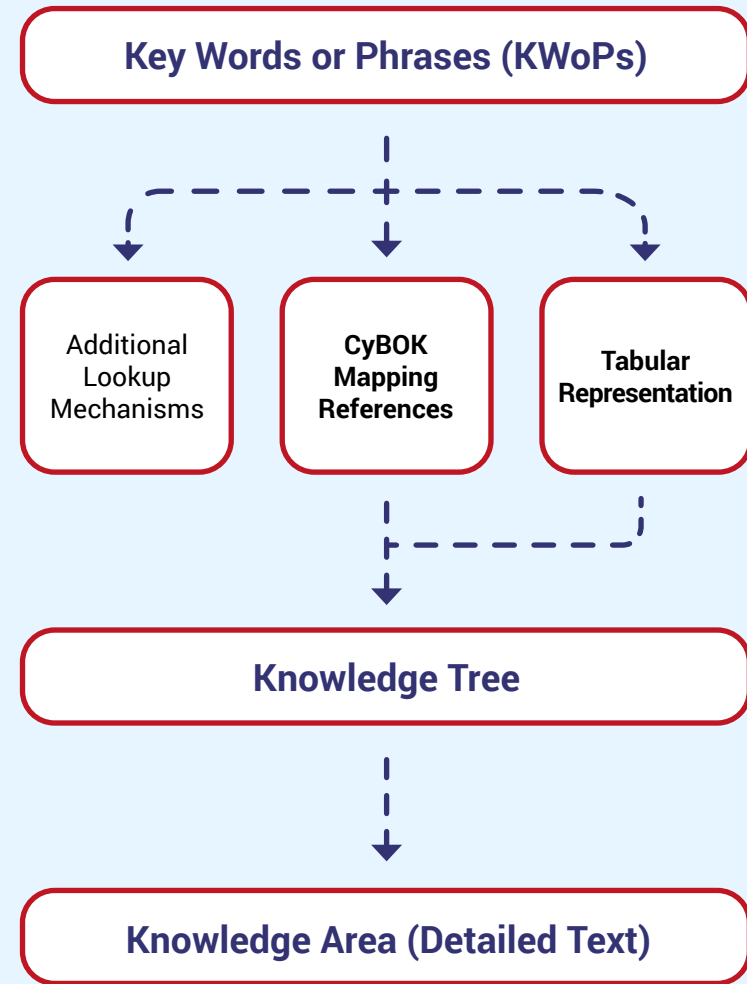 Key Words or Phrases (KWoPs)
Additional
Lookup
Mechanisms
CyBOK
Mapping
References
Tabular
Representation
Knowledge Tree
Knowledge Area (Detailed Text)